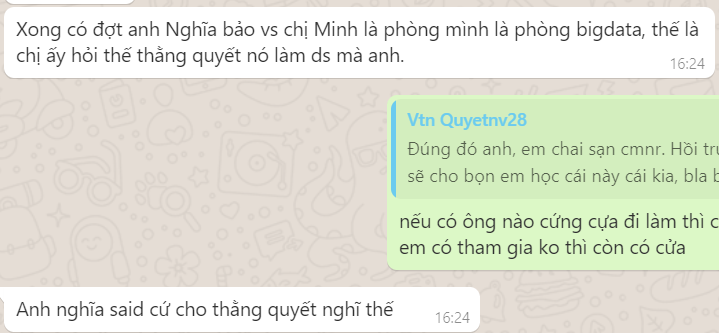 Xong có đợt anh Nghĩa bảo vs chị Minh là phòng mình là phòng bigdata, thế là
chị ấy hỏi thế thằng quyết nó làm ds mà anh.
16:24
Vtn Quyetnv28
Đúng đó anh, em chai sạn cmnr. Hồi
sẽ cho bọn em học cái này cái kia, bla
nếu có ông nào cứng cựa đi làm thì
em có tham gia ko thì còn có cửa
Anh nghĩa said cứ cho thằng quyết nghĩ thế
16:24